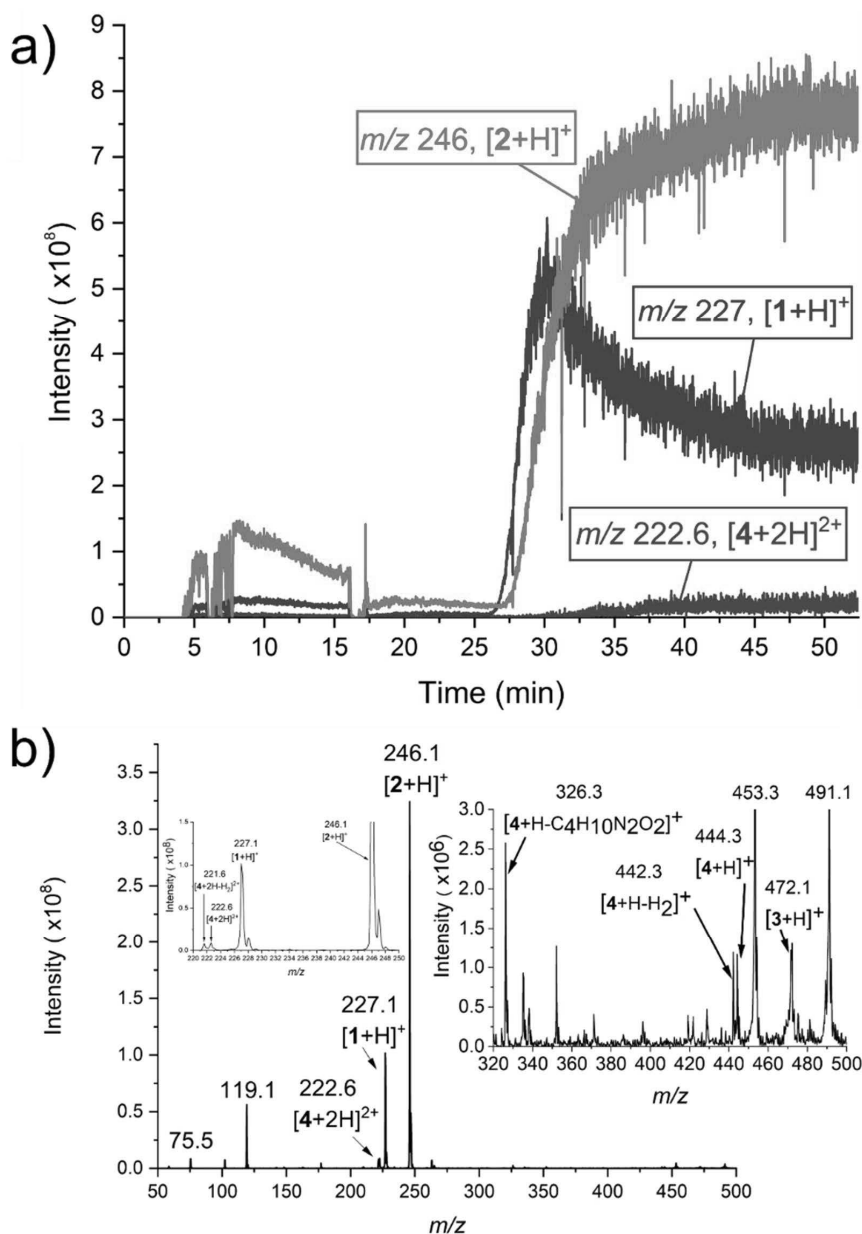 a)
9
8
7
6
5
4
3
2
1
0
Intensity ( x10⁸)
m/z 246, [2+H]⁺
m/z 227, [1+H]⁺
m/z 222.6, [4+2H]²⁺
0 5 10 15 20 25 30 35 40 45 50
Time (min)
b)
3.5
3.0
2.5
2.0
1.5
1.0
0.5
0.0
Intensity (x10⁸)
246.1
[2+H]⁺
227.1
[1+H]⁺
222.6
[4+2H]²⁺
119.1
75.5
50 100 150 200 250 300 350 400 450 500
m/z
1.5
1.0
0.5
0.0
Intensity (x10⁸)
246.1
[2+H]⁺
227.1
[1+H]⁺
221.6
[4+2H-H₂]²⁺
222.6
[4+2H]²⁺
220 222 224 226 228 230 232 234 236 238 240 242 244 246 248 250
m/z
3.0
2.5
2.0
1.5
1.0
0.5
0.0
Intensity (x10⁶)
326.3
[4+H-C4H10N2O2]⁺
453.3
491.1
444.3
[4+H]⁺
442.3
[4+H-H₂]⁺
472.1
[3+H]⁺
320 340 360 380 400 420 440 460 480 500
m/z